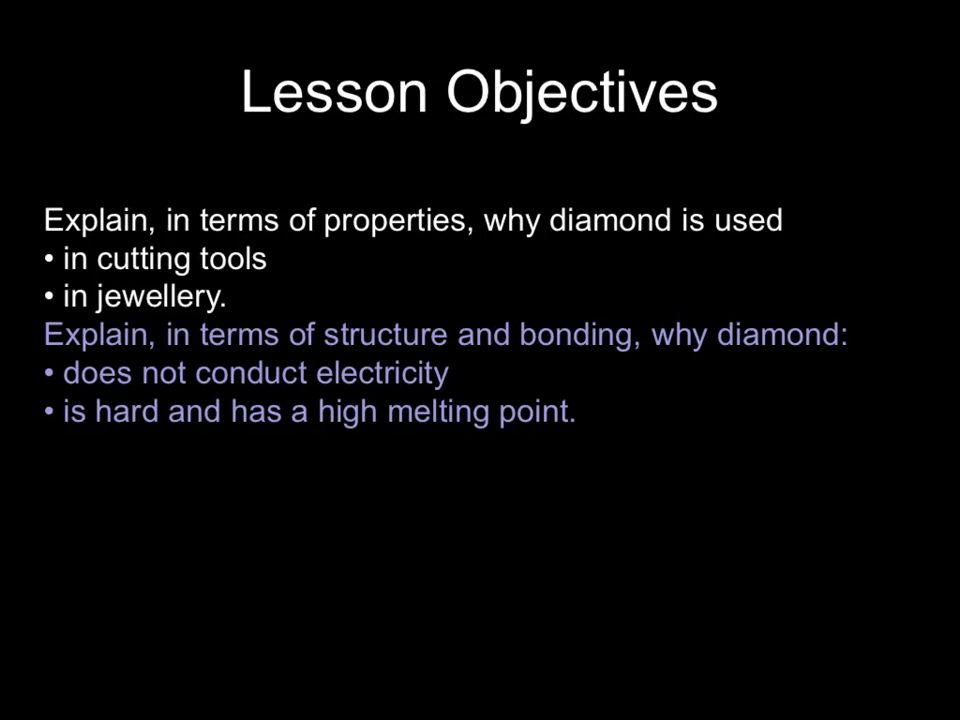 Lesson Objectives
Explain, in terms of properties, why diamond is used
• in cutting tools
• in jewellery.
Explain, in terms of structure and bonding, why diamond:
• does not conduct electricity
• is hard and has a high melting point.